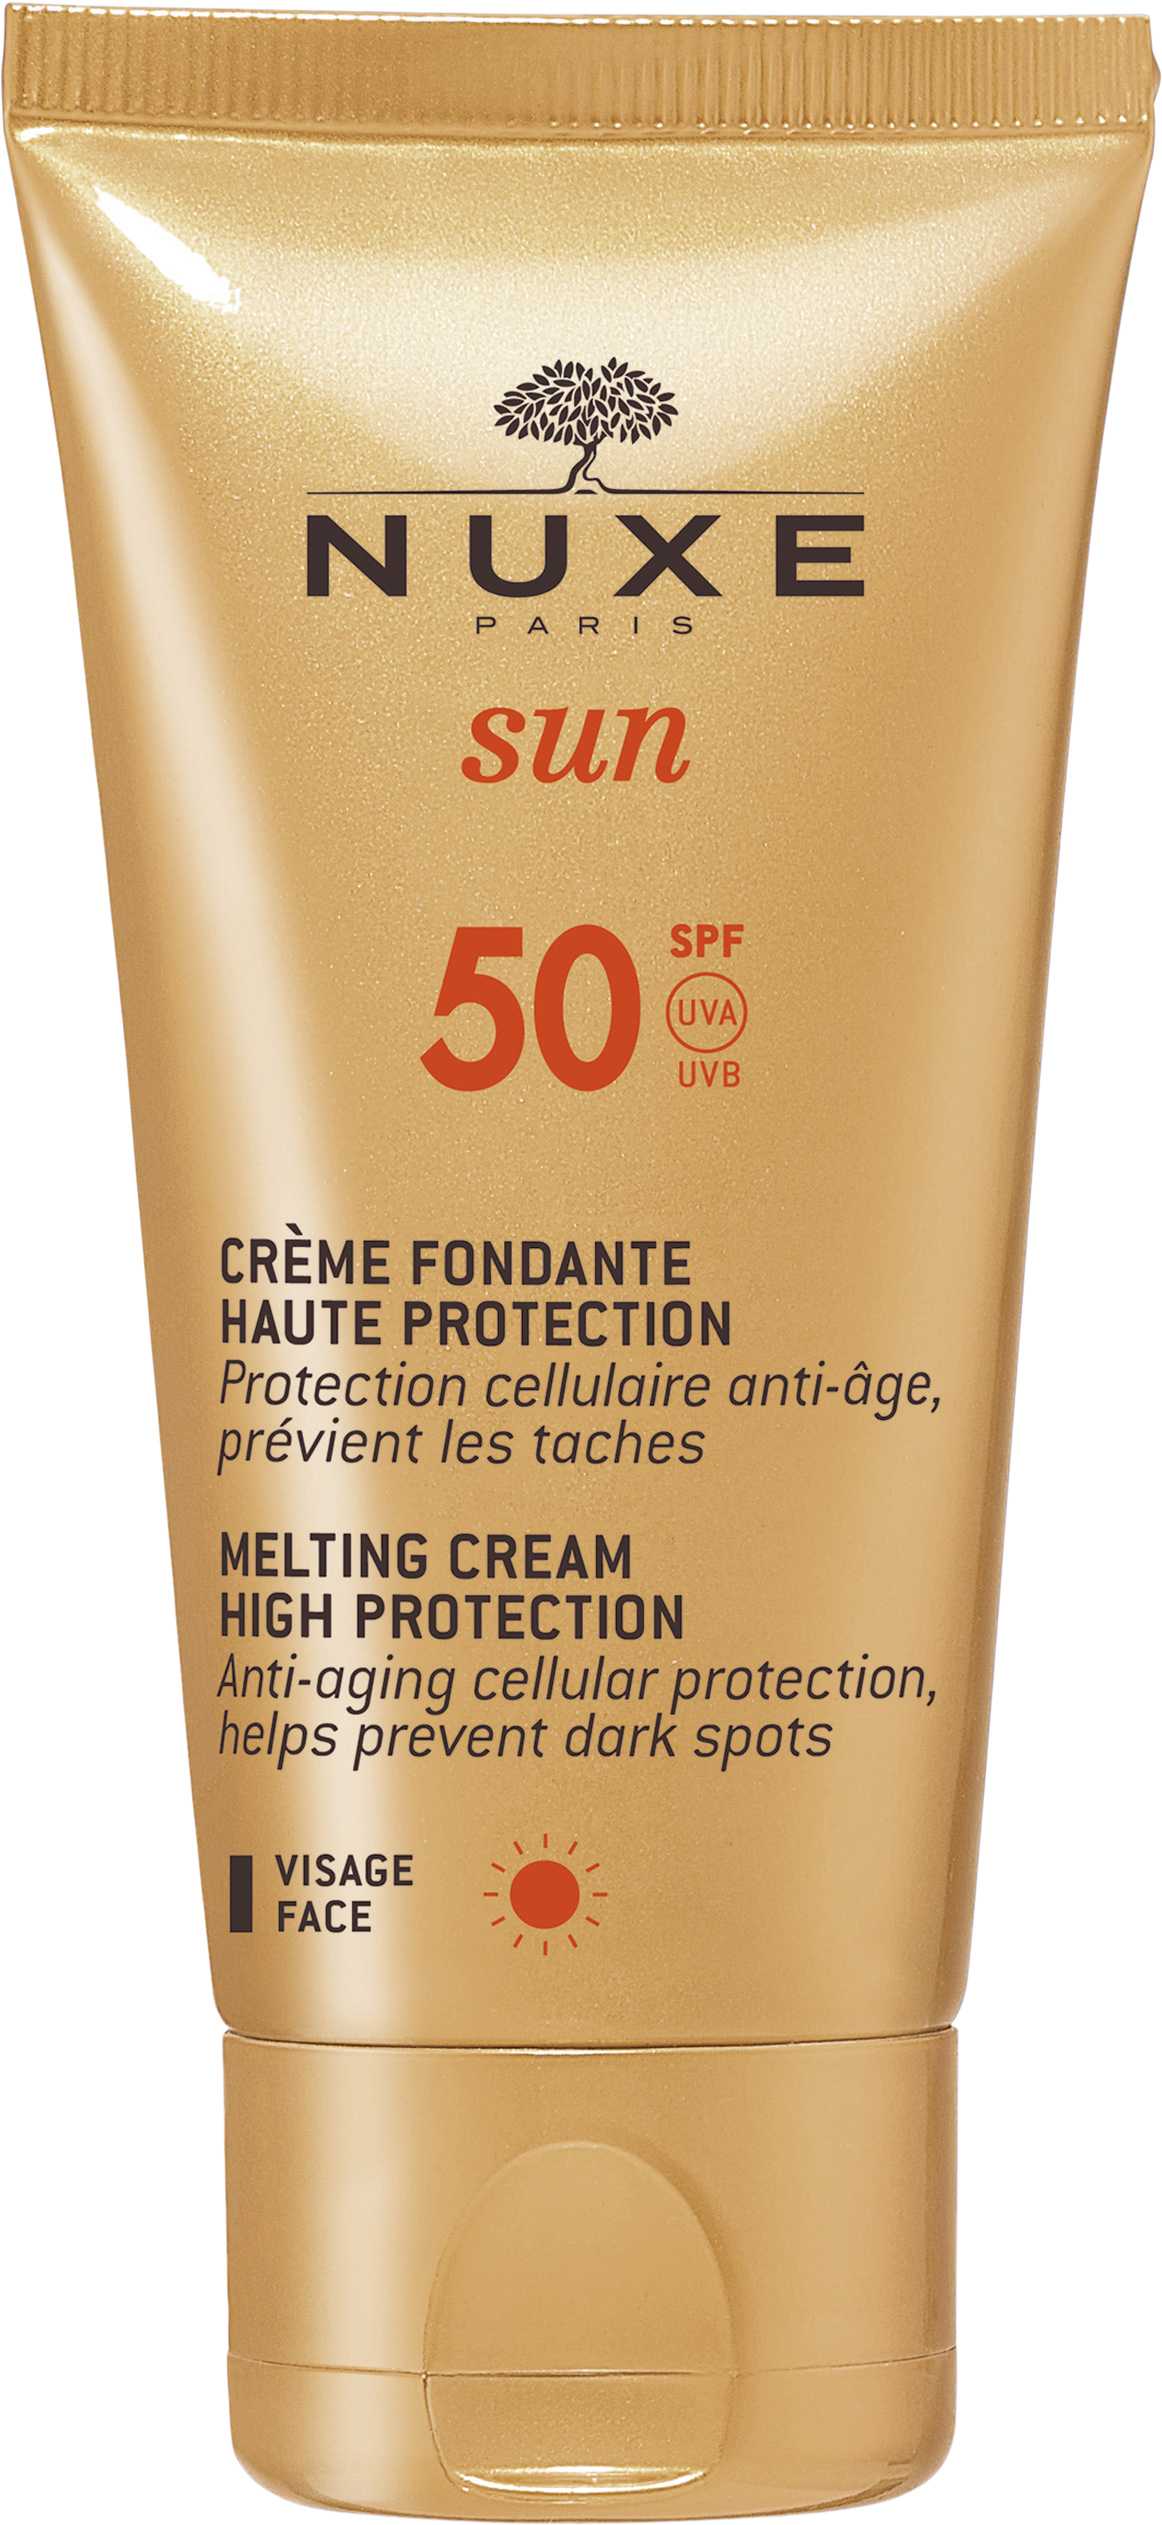 NUXE
PARIS
sun
50 SPF
UVA
UVB
CRÈME FONDANTE
HAUTE PROTECTION
Protection cellulaire anti-âge,
prévient les taches
MELTING CREAM
HIGH PROTECTION
Anti-aging cellular protection,
helps prevent dark spots
VISAGE
FACE